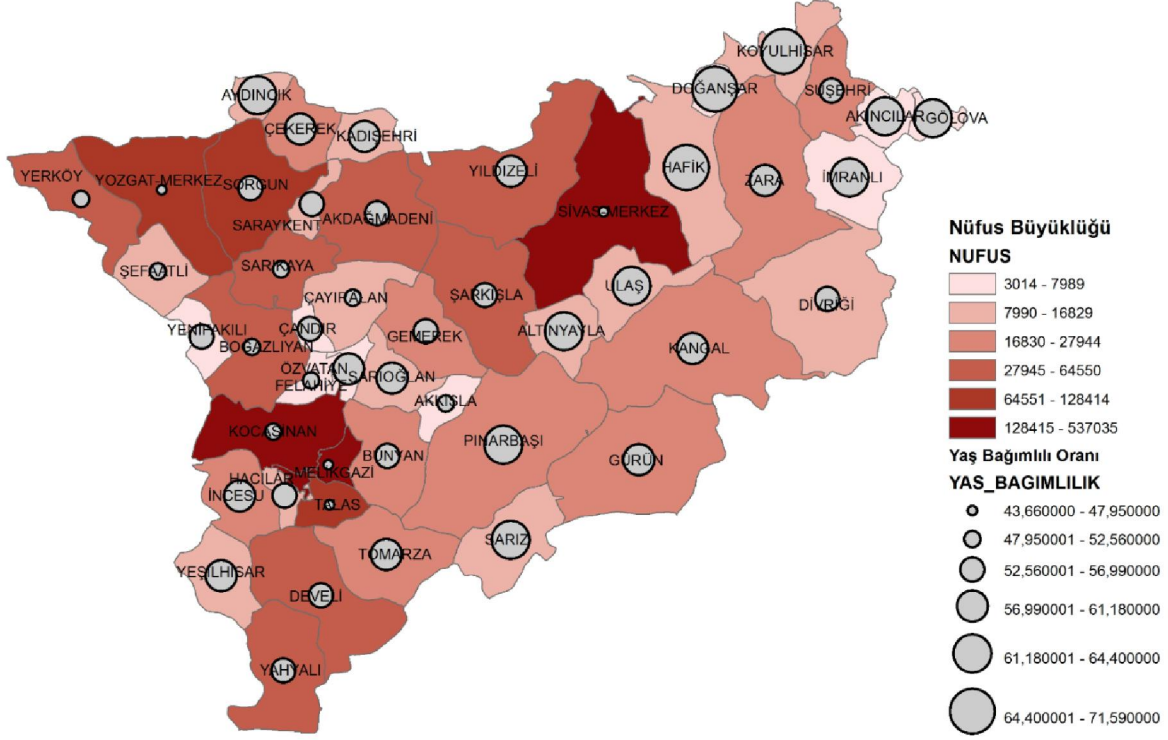 KOYULHİSAR
DOĞANŞAR
SUŞEHRİ
AYDINCIK
AKINCILAR
GÖLOVA
ÇEKEREK
KADIŞEHRİ
YERKÖY
YOZGAT-MERKEZ
SORGUN
YILDIZELİ
HAFİK
ZARA
İMRANLI
SARAYKENT
AKDAĞMADENİ
SİVAS-MERKEZ
ŞEFAATLİ
SARIKAYA
ULAŞ
ÇAYIRALAN
ŞARKIŞLA
DİVRİĞİ
YENİFAKILI
ÇANDIR
GEMEREK
ALTINYAYLA
BOĞAZLIYAN
KANGAL
ÖZVATAN
SARIOĞLAN
FELAHİYE
AKKIŞLA
KOCASİNAN
PINARBAŞI
BÜNYAN
GÜRÜN
MELİKGAZİ
HACILAR
İNCESU
TALAS
SARIZ
TOMARZA
YEŞİLHİSAR
DEVELİ
YAHYALI
Nüfus Büyüklüğü
NUFUS
3014 - 7989
7990 - 16829
16830 - 27944
27945 - 64550
64551 - 128414
128415 - 537035
Yaş Bağımlılı Oranı
YAS_BAGIMLILIK
43,660000 - 47,950000
47,950001 - 52,560000
52,560001 - 56,990000
56,990001 - 61,180000
61,180001 - 64,400000
64,400001 - 71,590000